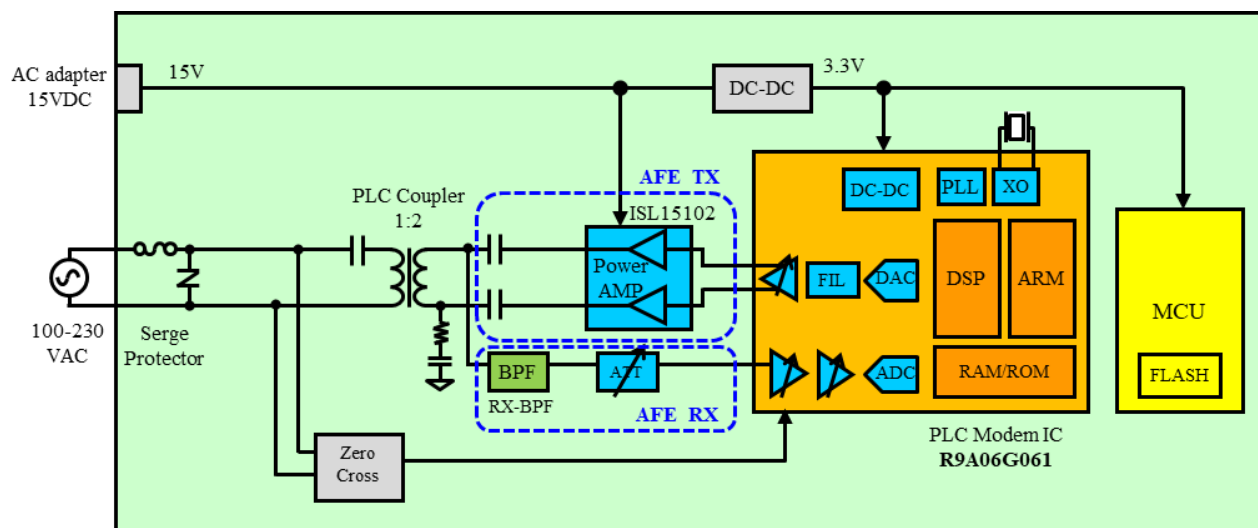 AC adapter
15VDC
15V
DC-DC
3.3V
AFE TX
PLC Coupler
1:2
ISL15102
Power
AMP
DC-DC
PLL
XO
FIL
DAC
DSP
ARM
MCU
FLASH
100-230
VAC
Serge
Protector
BPF
RX-BPF
ATT
AFE RX
ADC
RAM/ROM
PLC Modem IC
R9A06G061
Zero
Cross